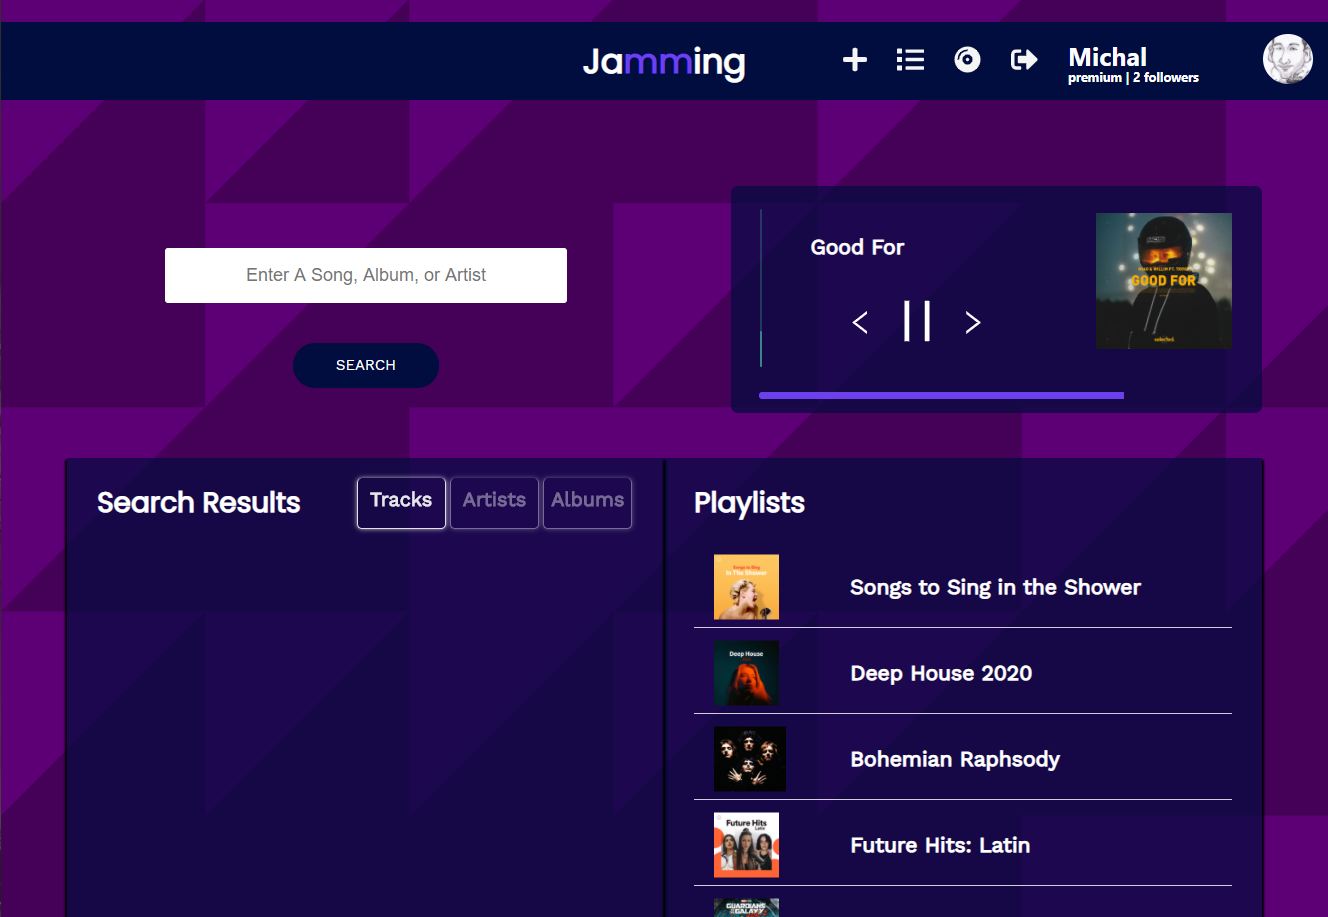 Jamming
Michal
premium | 2 followers
Enter A Song, Album, or Artist
SEARCH
Good For
GOOD FOR
selected.
Search Results
Tracks
Artists
Albums
Playlists
Songs to Sing
In The Shower
Songs to Sing in the Shower
Deep House
Deep House 2020
Bohemian Raphsody
Future Hits
Latin
Future Hits: Latin
GUARDIANS
GALAXY